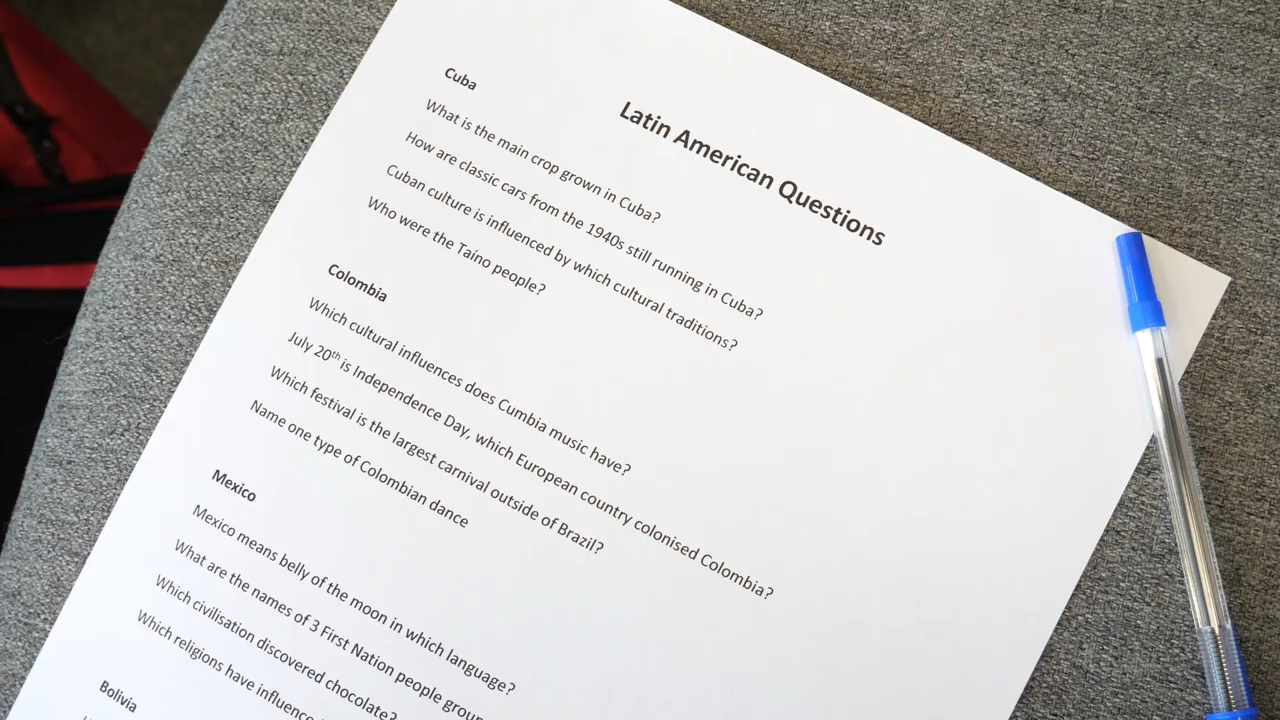 Latin American Questions
Cuba
What is the main crop grown in Cuba?
How are classic cars from the 1940s still running in Cuba?
Cuban culture is influenced by which cultural traditions?
Who were the Taíno people?
Colombia
Which cultural influences does Cumbia music have?
July 20th is Independence Day, which European country colonised Colombia?
Which festival is the largest carnival outside of Brazil?
Name one type of Colombian dance
Mexico
Mexico means belly of the moon in which language?
What are the names of 3 First Nation people
Which civilisation discovered chocolate?
Which religions have
Bolivia